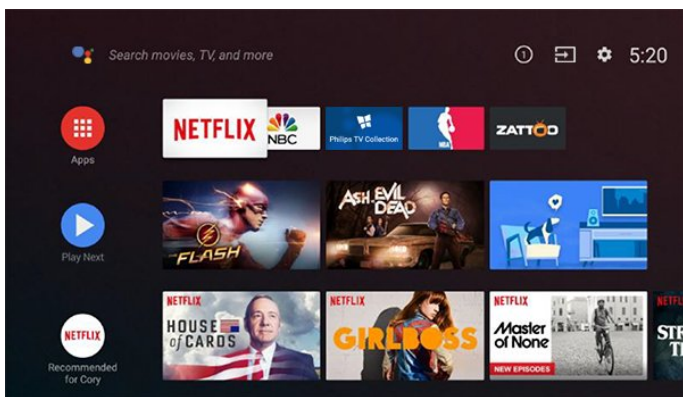 Search movies, TV, and more
1
5:20
Apps
NETFLIX
NBC
Philips TV Collection
NBA
ZATTOO
Play Next
THE
FLASH
ASH VS EVIL
DEAD
NETFLIX
Recommended
for Cory
NETFLIX
HOUSE
of CARDS
NETFLIX
GIRLBOSS
NETFLIX
Master
of None
NEW EPISODES